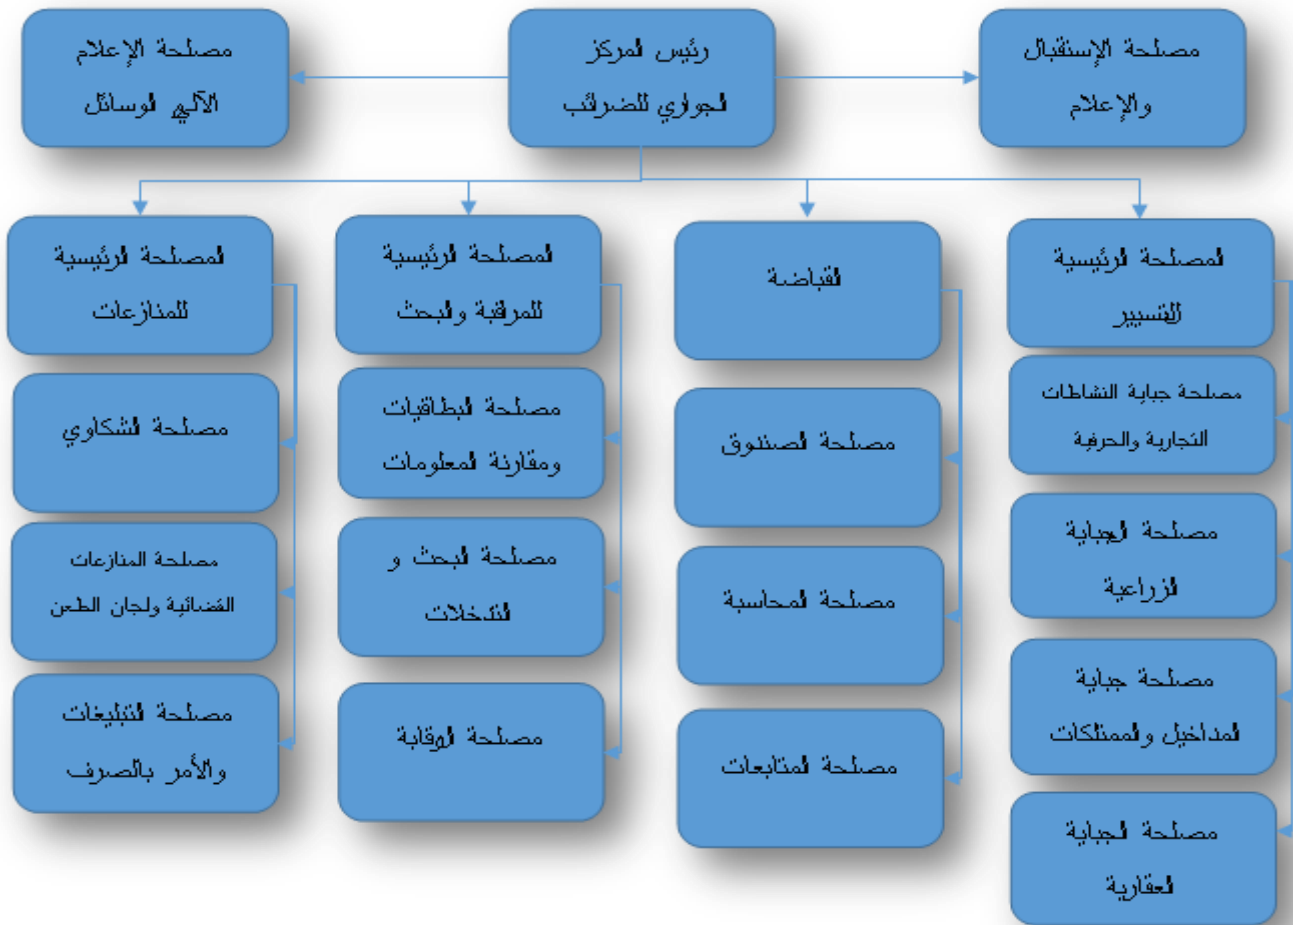 مصلحة الإستقبال
والإعلام
رئيس المركز
الجواري للضرائب
مصلحة الإعلام
الآلي الوسائل
المصلحة الرئيسية
للتسيير
مصلحة جباية النشاطات
التجارية والحرفية
مصلحة الجباية
الزراعية
مصلحة جباية
المداخيل والممتلكات
مصلحة الجباية
العقارية
القباضة
مصلحة الصندوق
مصلحة المحاسبة
مصلحة المتابعات
المصلحة الرئيسية
للمراقبة والبحث
مصلحة البطاقيات
ومقارنة المعلومات
مصلحة البحث و
التدخلات
مصلحة الرقابة
المصلحة الرئيسية
للمنازعات
مصلحة الشكاوي
مصلحة المنازعات
القضائية ولجان الطعن
مصلحة التبليغات
والأمر بالصرف